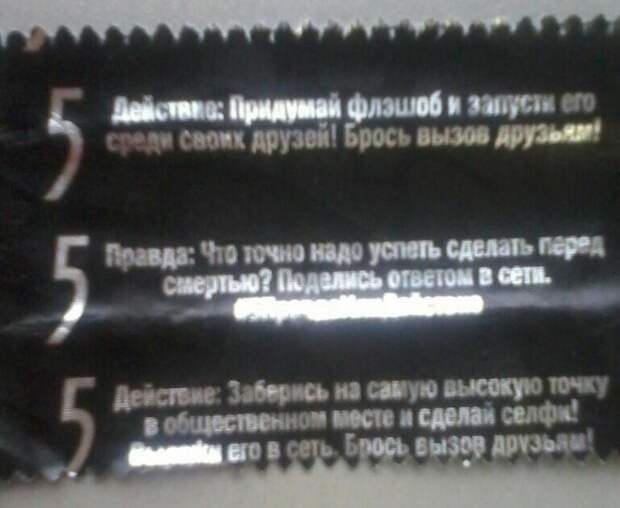 5
Действие: Придумай флэшоб и запусти его
среди своих друзей! Брось вызов друзьям!
5
Правда: Что точно надо успеть сделать перед
смертью? Поделись ответом в сети.
#5ПравдаИлиДействие
5
Действие: Заберись на самую высокую точку
в общественном месте и сделай селфи!
его в сеть. Брось вызов друзьям!